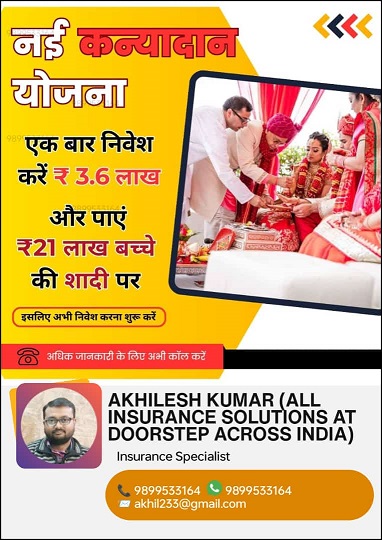 नई कन्यादान
योजना
एक बार निवेश
करें ₹ 3.6 लाख
और पाएं
₹21 लाख बच्चे
की शादी पर
इसलिए अभी निवेश करना शुरू करें
अधिक जानकारी के लिए अभी कॉल करें
AKHILESH KUMAR (ALL
INSURANCE SOLUTIONS AT
DOORSTEP ACROSS INDIA)
Insurance Specialist
9899533164 9899533164
akhil233@gmail.com